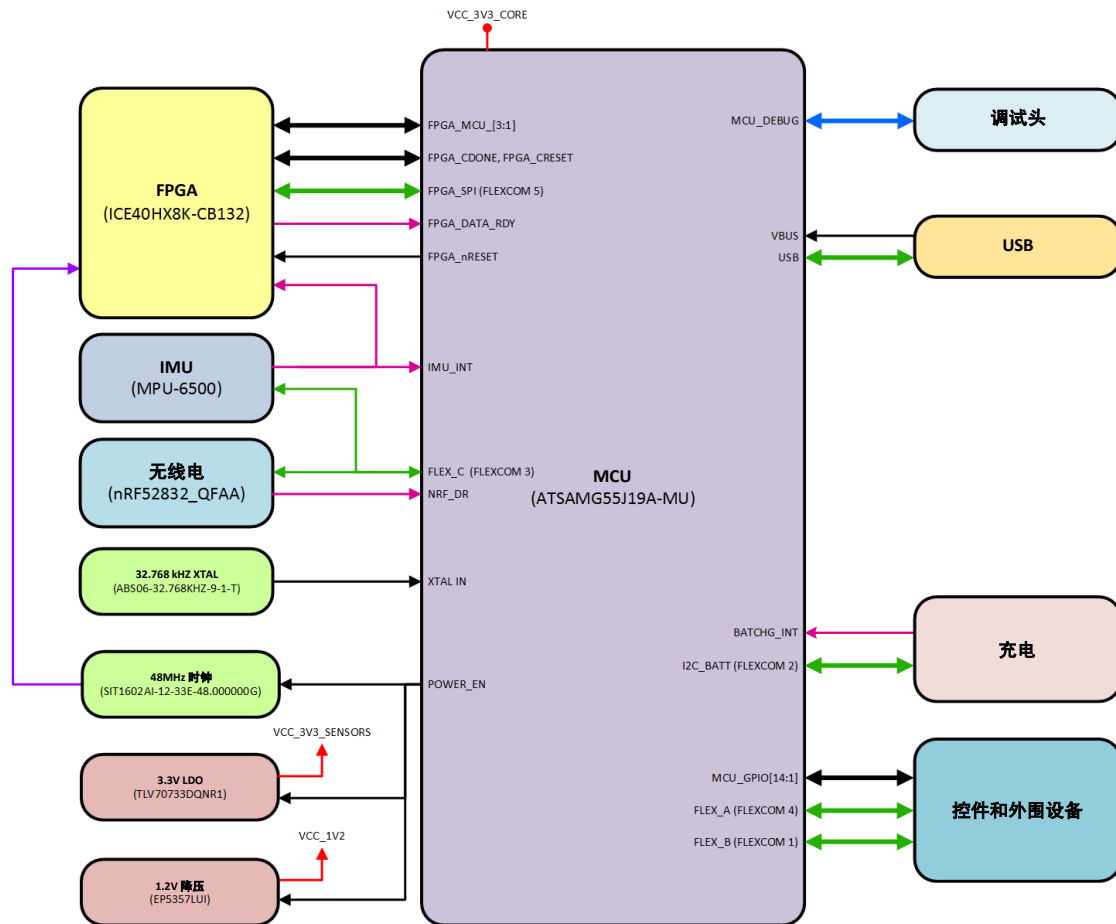 VCC_3V3_CORE
FPGA
(ICE40HX8K-CB132)
IMU
(MPU-6500)
无线电
(nRF52832_QFAA)
32.768 kHZ XTAL
(ABS06-32.768KHZ-9-1-T)
48MHz 时钟
(SIT1602AI-12-33E-48.000000G)
VCC_3V3_SENSORS
3.3V LDO
(TLV70733DQNR1)
VCC_1V2
1.2V 降压
(EP5357LUI)
FPGA_MCU_[3:1]
FPGA_CDONE, FPGA_CRESET
FPGA_SPI (FLEXCOM 5)
FPGA_DATA_RDY
FPGA_nRESET
IMU_INT
FLEX_C (FLEXCOM 3)
NRF_DR
XTAL IN
POWER_EN
MCU
(ATSAMG55J19A-MU)
MCU_DEBUG
VBUS
USB
BATCHG_INT
I2C_BATT (FLEXCOM 2)
MCU_GPIO[14:1]
FLEX_A (FLEXCOM 4)
FLEX_B (FLEXCOM 1)
调试头
USB
充电
控件和外围设备